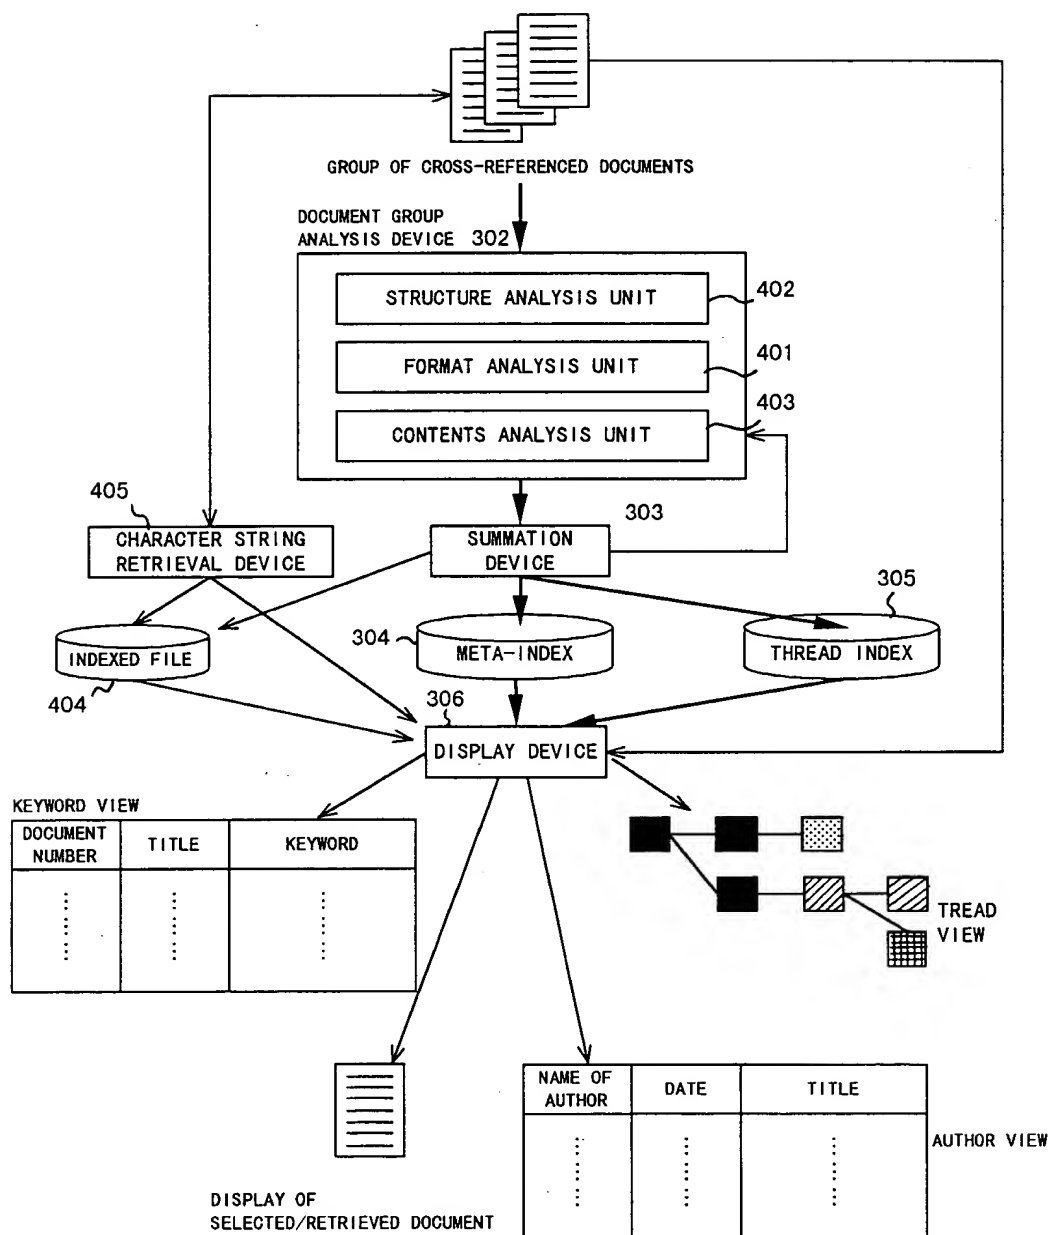 GROUP OF CROSS-REFERENCED DOCUMENTS
DOCUMENT GROUP
ANALYSIS DEVICE 302
STRUCTURE ANALYSIS UNIT
402
FORMAT ANALYSIS UNIT
401
CONTENTS ANALYSIS UNIT
403
405
CHARACTER STRING
RETRIEVAL DEVICE
SUMMATION
DEVICE
303
INDEXED FILE
404
304
META-INDEX
305
THREAD INDEX
306
DISPLAY DEVICE
KEYWORD VIEW
DOCUMENT
NUMBER
TITLE
KEYWORD
TREAD
VIEW
DISPLAY OF
SELECTED/RETRIEVED DOCUMENT
NAME OF
AUTHOR
DATE
TITLE
AUTHOR VIEW